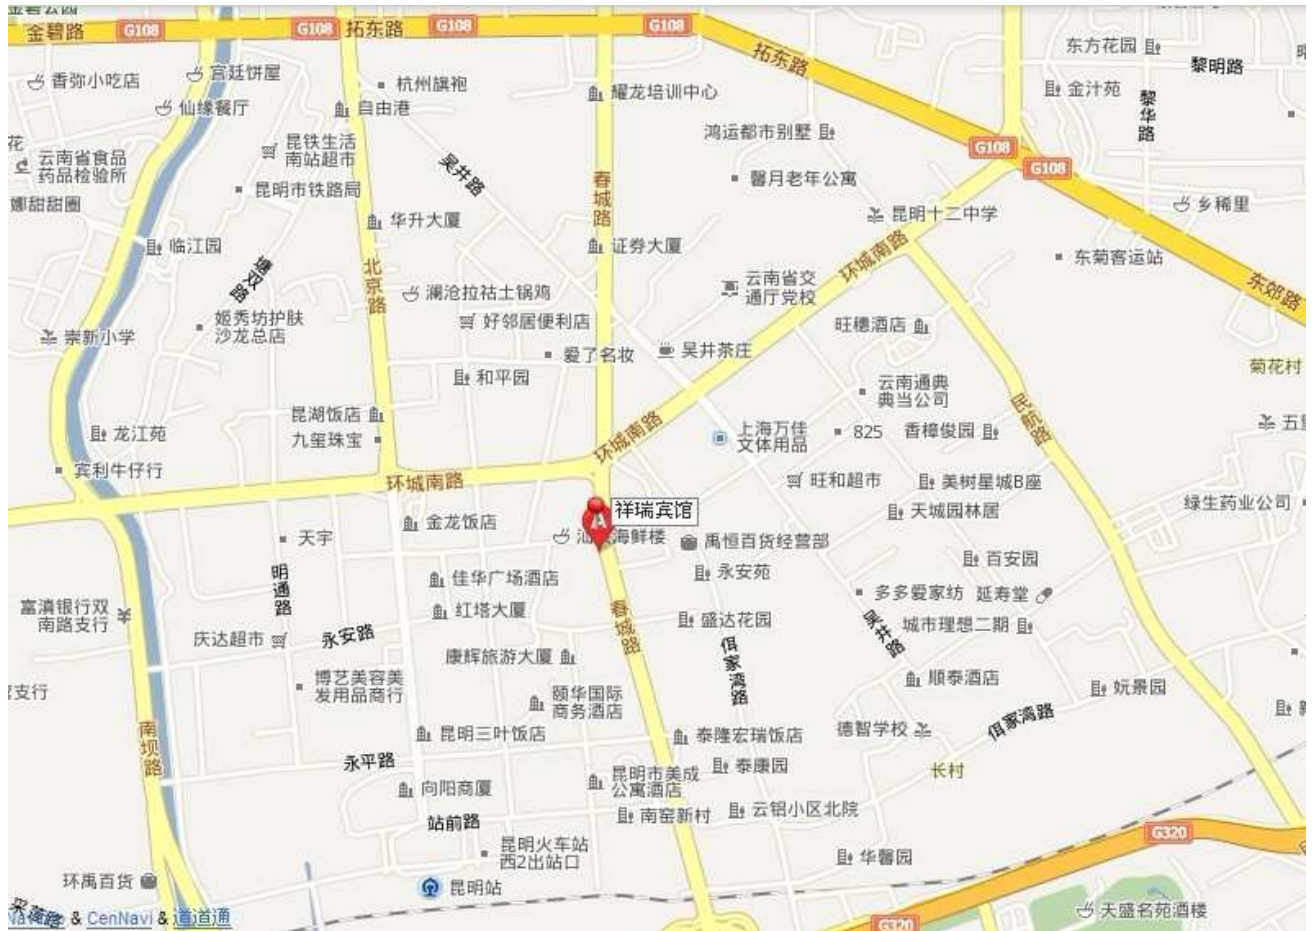 金碧路
G108
G108
拓东路
G108
G108
拓东路
东方花园
黎明路
香弥小吃店
宫廷饼屋
杭州旗袍
耀龙培训中心
金汁苑
仙缘餐厅
自由港
黎华路
鸿运都市别墅
昆铁生活
南站超市
G108
G108
花
云南省食品
药品检验所
吴井路
馨月老年公寓
昆明市铁路局
春城路
乡稀里
娜甜甜圈
华升大厦
昆明十二中学
临江园
证券大厦
环城南路
东菊客运站
塘双路
北京路
云南省交
通厅党校
东郊路
澜沧拉祜土锅鸡
姬秀坊护肤
沙龙总店
好邻居便利店
旺穗酒店
崇新小学
爱了名妆
吴井茶庄
菊花村
和平园
云南通典
典当公司
昆湖饭店
民航路
龙江苑
九玺珠宝
环城南路
上海万佳
文体用品
825
香樟俊园
五里
宾利牛仔行
环城南路
旺和超市
美树星城B座
绿生药业公司
祥瑞宾馆
A
天城园林居
金龙饭店
天宇
海鲜楼
禹恒百货经营部
百安园
明通路
佳华广场酒店
永安苑
多多爱家纺
延寿堂
富滇银行双
南路支行
红塔大厦
春城路
盛达花园
吴井路
城市理想二期
庆达超市
永安路
康辉旅游大厦
佴家湾路
博艺美容美
发用品商行
颐华国际
商务酒店
顺泰酒店
支行
妧景园
南坝路
昆明三叶饭店
泰隆宏瑞饭店
德智学校
佴家湾路
永平路
昆明市美成
公寓酒店
泰康园
长村
向阳商厦
南窑新村
云铝小区北院
站前路
G320
昆明火车站
西2出站口
华馨园
环禹百货
昆明站
采莲路
& CenNavi & 道道通
G320
天盛名苑酒楼